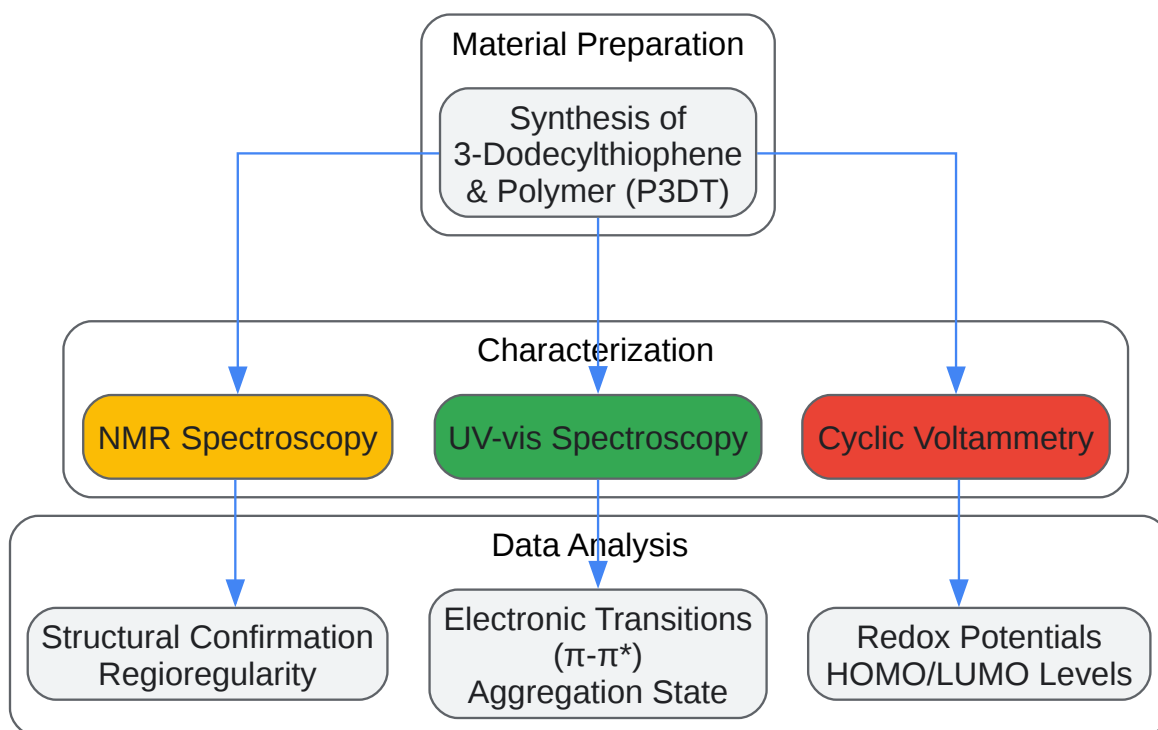 Material Preparation
Synthesis of
3-Dodecylthiophene
& Polymer (P3DT)
Characterization
NMR Spectroscopy
UV-vis Spectroscopy
Cyclic Voltammetry
Data Analysis
Structural Confirmation
Regioregularity
Electronic Transitions
(π-π*)
Aggregation State
Redox Potentials
HOMO/LUMO Levels